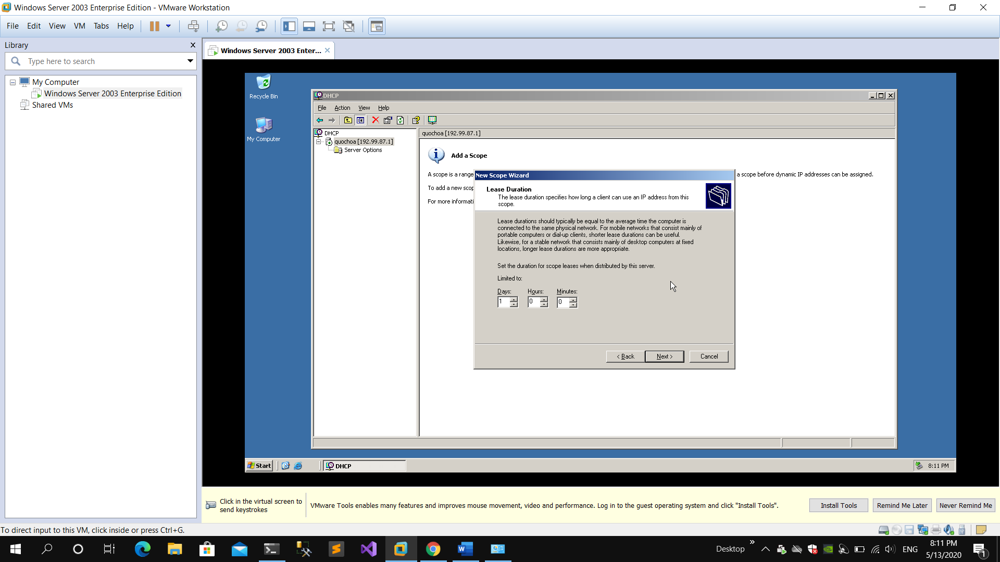 Windows Server 2003 Enterprise Edition - VMware Workstation
File Edit View VM Tabs Help
Library
Type here to search
My Computer
Windows Server 2003 Enterprise Edition
Shared VMs
Windows Server 2003 Enter...
Recycle Bin
My Computer
DHCP
File Action View Help
DHCP
quochoa [192.99.87.1]
Server Options
quochoa [192.99.87.1]
Add a Scope
A scope is a range a scope before dynamic IP addresses can be assigned.
To add a new scop
For more informati
New Scope Wizard
Lease Duration
The lease duration specifies how long a client can use an IP address from this
scope.
Lease durations should typically be equal to the average time the computer is
connected to the same physical network. For mobile networks that consist mainly of
portable computers or dial-up clients, shorter lease durations can be useful.
Likewise, for a stable network that consists mainly of desktop computers at fixed
locations, longer lease durations are more appropriate.
Set the duration for scope leases when distributed by this server.
Limited to:
Days: Hours: Minutes:
1 0 0
< Back Next > Cancel
Start DHCP 8:11 PM
Click in the virtual screen to
send keystrokes
VMware Tools enables many features and improves mouse movement, video and performance. Log in to the guest operating system and click "Install Tools".
Install Tools Remind Me Later Never Remind Me
To direct input to this VM, click inside or press Ctrl+G.
Desktop » ENG
8:11 PM
5/13/2020
1